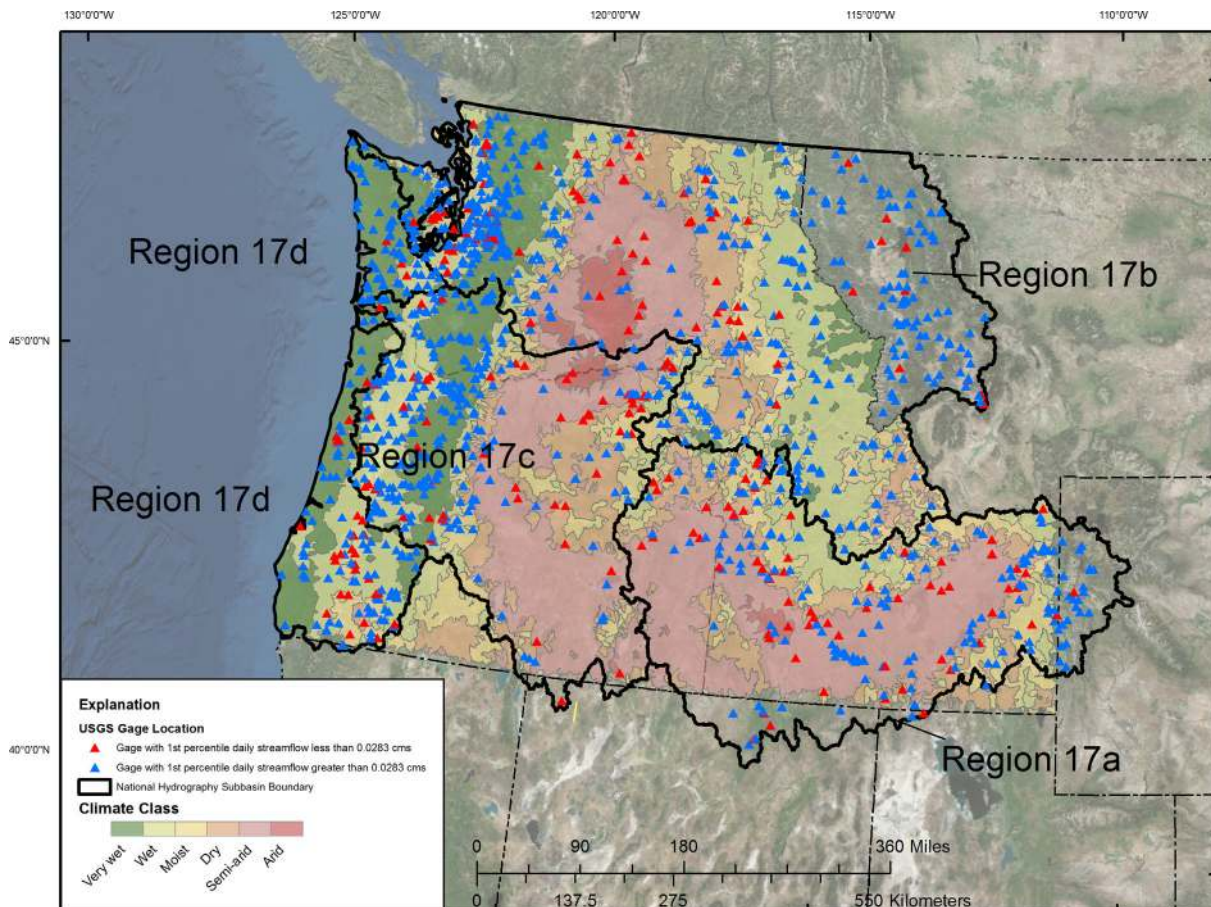 130°0'0"W
125°0'0"W
120°0'0"W
115°0'0"W
110°0'0"W
Region 17d
Region 17b
45°0'0"N
Region 17c
Region 17d
40°0'0"N
Region 17a
Explanation
USGS Gage Location
Gage with 1st percentile daily streamflow less than 0.0283 cms
Gage with 1st percentile daily streamflow greater than 0.0283 cms
National Hydrography Subbasin Boundary
Climate Class
Very wet
Wet
Moist
Dry
Semi-arid
Arid
0 90 180 360 Miles
0 137.5 275 550 Kilometers